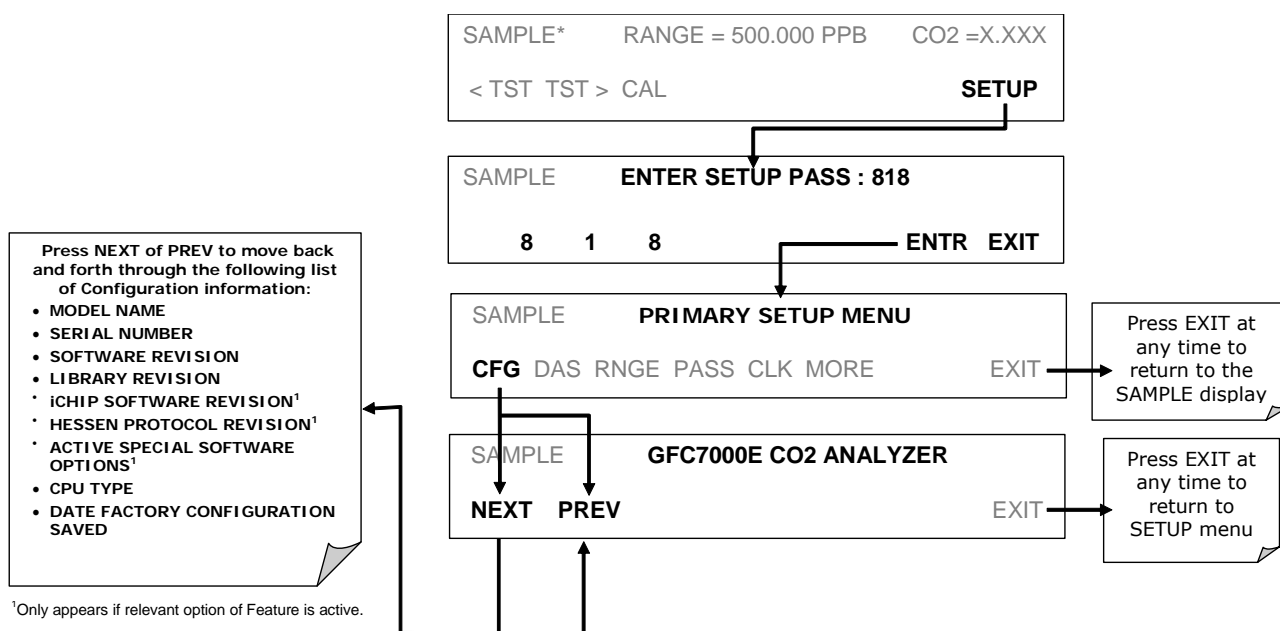 SAMPLE* RANGE = 500.000 PPB CO2 =X.XXX
< TST TST > CAL SETUP
SAMPLE ENTER SETUP PASS : 818
8 1 8 ENTR EXIT
SAMPLE PRIMARY SETUP MENU
CFG DAS RNGE PASS CLK MORE EXIT
Press EXIT at
any time to
return to the
SAMPLE display
SAMPLE GFC7000E CO2 ANALYZER
NEXT PREV EXIT
Press EXIT at
any time to
return to
SETUP menu
Press NEXT of PREV to move back
and forth through the following list
of Configuration information:
• MODEL NAME
• SERIAL NUMBER
• SOFTWARE REVISION
• LIBRARY REVISION
• iCHIP SOFTWARE REVISION¹
• HESSEN PROTOCOL REVISION¹
• ACTIVE SPECIAL SOFTWARE
OPTIONS¹
• CPU TYPE
• DATE FACTORY CONFIGURATION
SAVED
¹Only appears if relevant option of Feature is active.